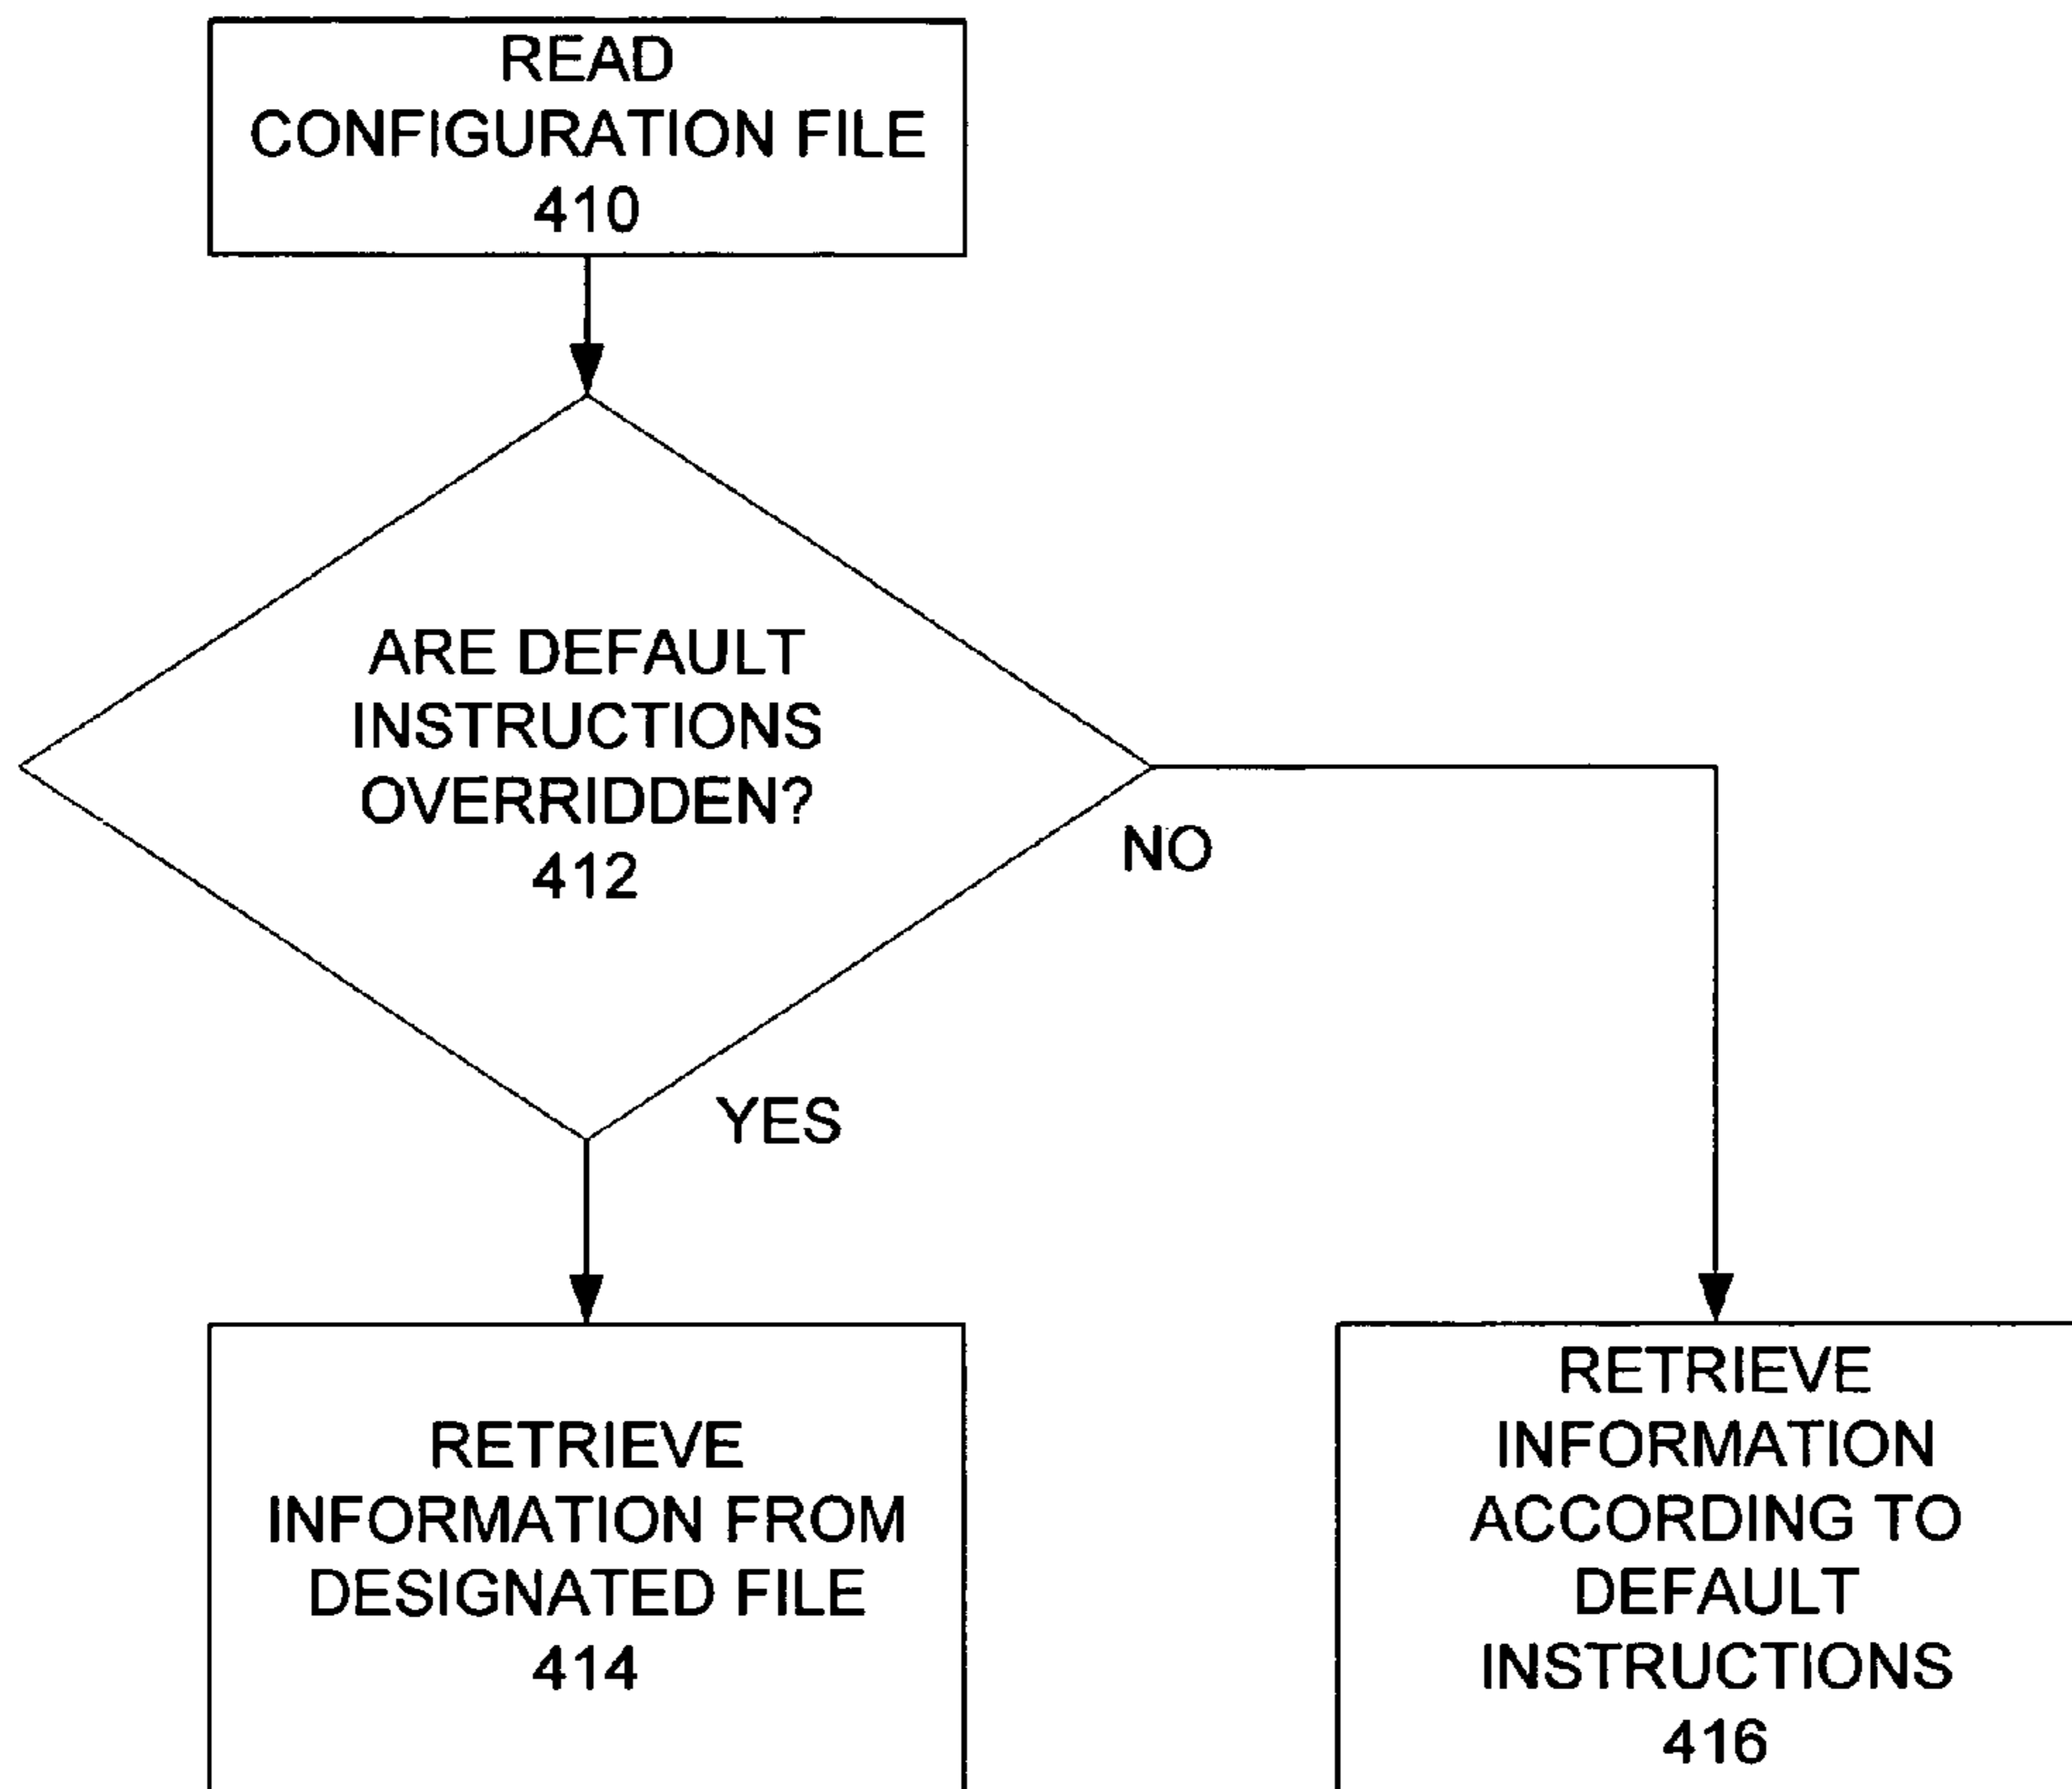 READ
CONFIGURATION FILE
410
ARE DEFAULT
INSTRUCTIONS
OVERRIDDEN?
412
NO
YES
RETRIEVE
INFORMATION FROM
DESIGNATED FILE
414
RETRIEVE
INFORMATION
ACCORDING TO
DEFAULT
INSTRUCTIONS
416